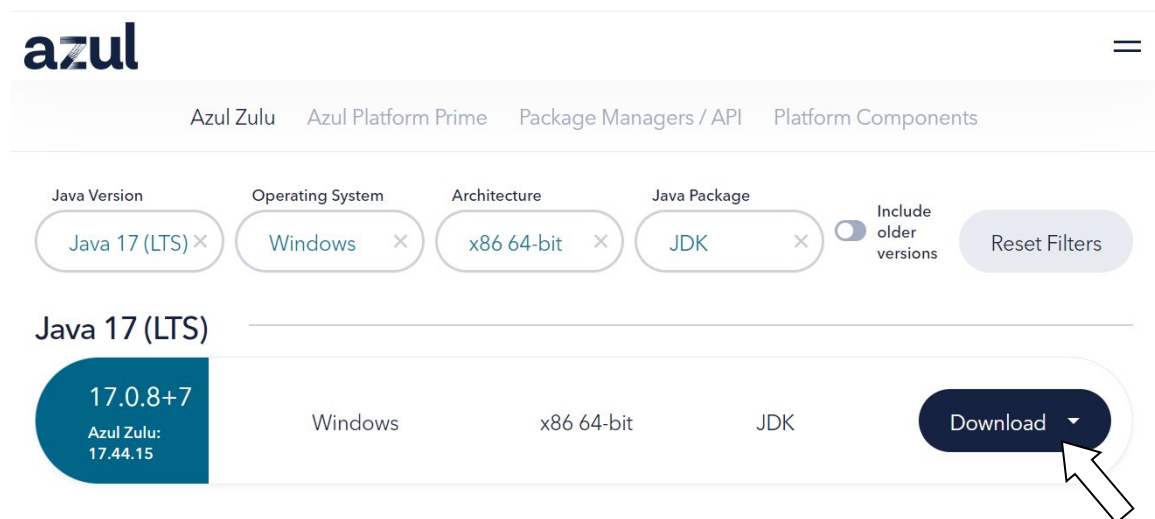 azul
Azul Zulu Azul Platform Prime Package Managers / API Platform Components
Java Version Operating System Architecture Java Package
Java 17 (LTS) × Windows × x86 64-bit × JDK ×
Include
older
versions
Reset Filters
Java 17 (LTS)
17.0.8+7
Azul Zulu:
17.44.15
Windows x86 64-bit JDK Download